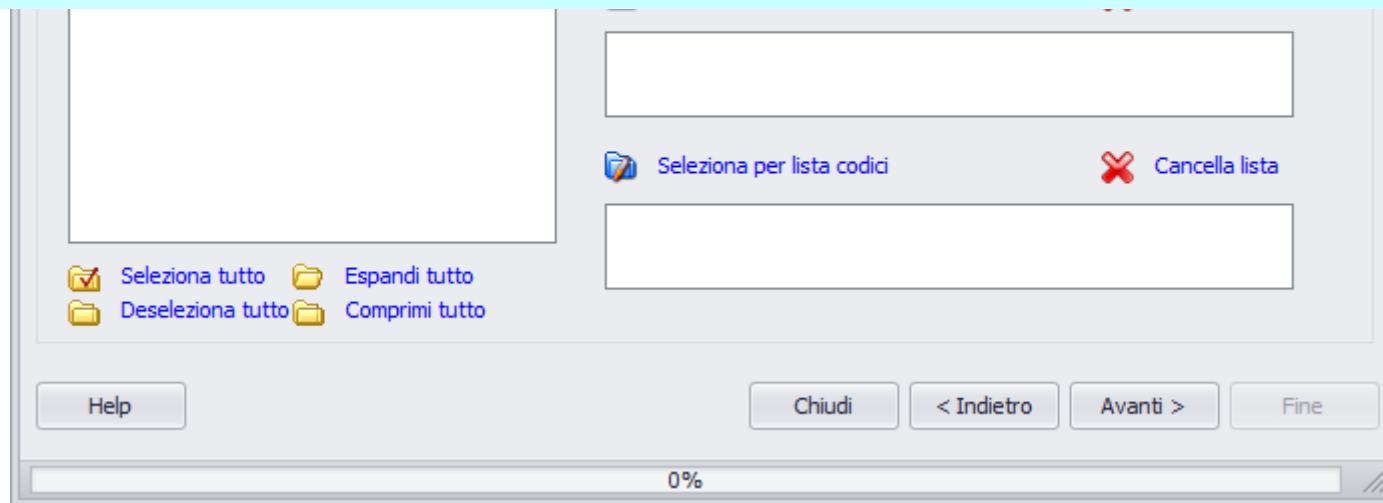 Seleziona per lista codici Cancella lista
Seleziona tutto Espandi tutto
Deseleziona tutto Comprimi tutto
Help Chiudi < Indietro Avanti > Fine
0%